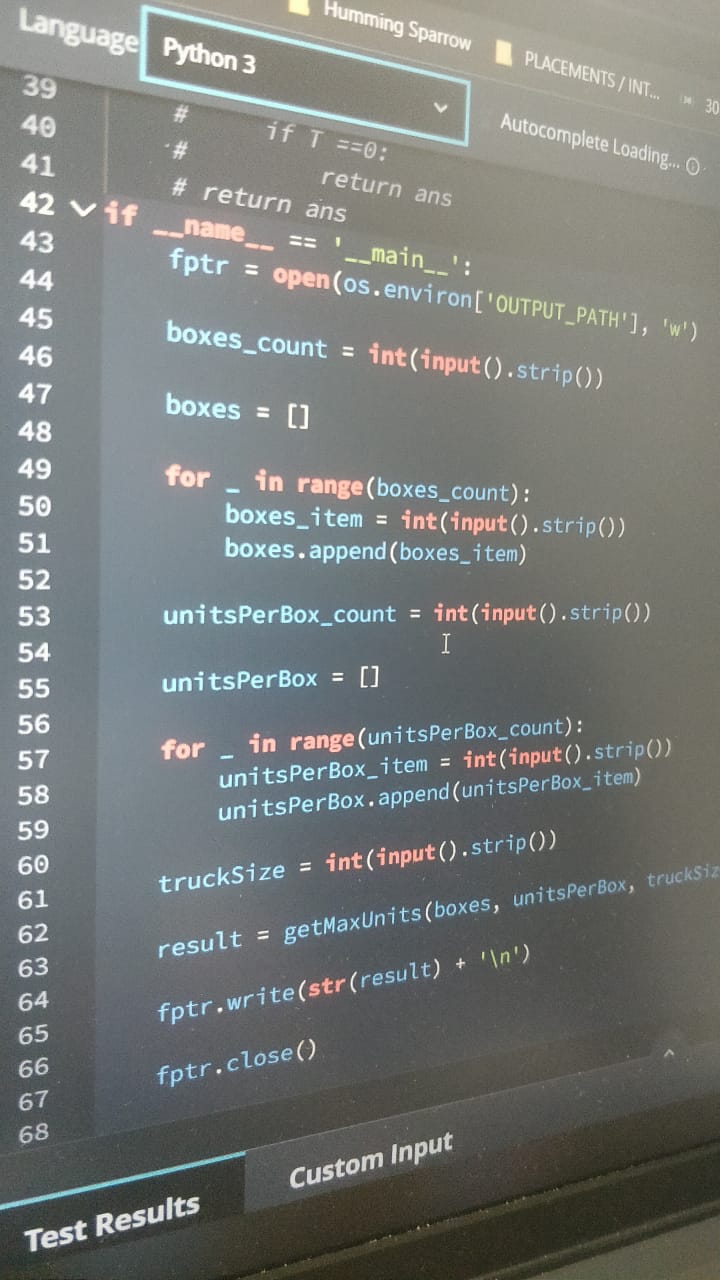 Humming Sparrow
PLACEMENTS / INT...
30
Language
Python 3
Autocomplete Loading...
39 # if T ==0:
40 # return ans
41 # return ans
42 if __name__ == '__main__':
43 fptr = open(os.environ['OUTPUT_PATH'], 'w')
44
45 boxes_count = int(input().strip())
46
47 boxes = []
48
49 for _ in range(boxes_count):
50 boxes_item = int(input().strip())
51 boxes.append(boxes_item)
52
53 unitsPerBox_count = int(input().strip())
54
55 unitsPerBox = []
56
57 for _ in range(unitsPerBox_count):
58 unitsPerBox_item = int(input().strip())
59 unitsPerBox.append(unitsPerBox_item)
60
61 truckSize = int(input().strip())
62
63 result = getMaxUnits(boxes, unitsPerBox, truckSiz
64
65 fptr.write(str(result) + '\n')
66
67 fptr.close()
68
Test Results
Custom Input